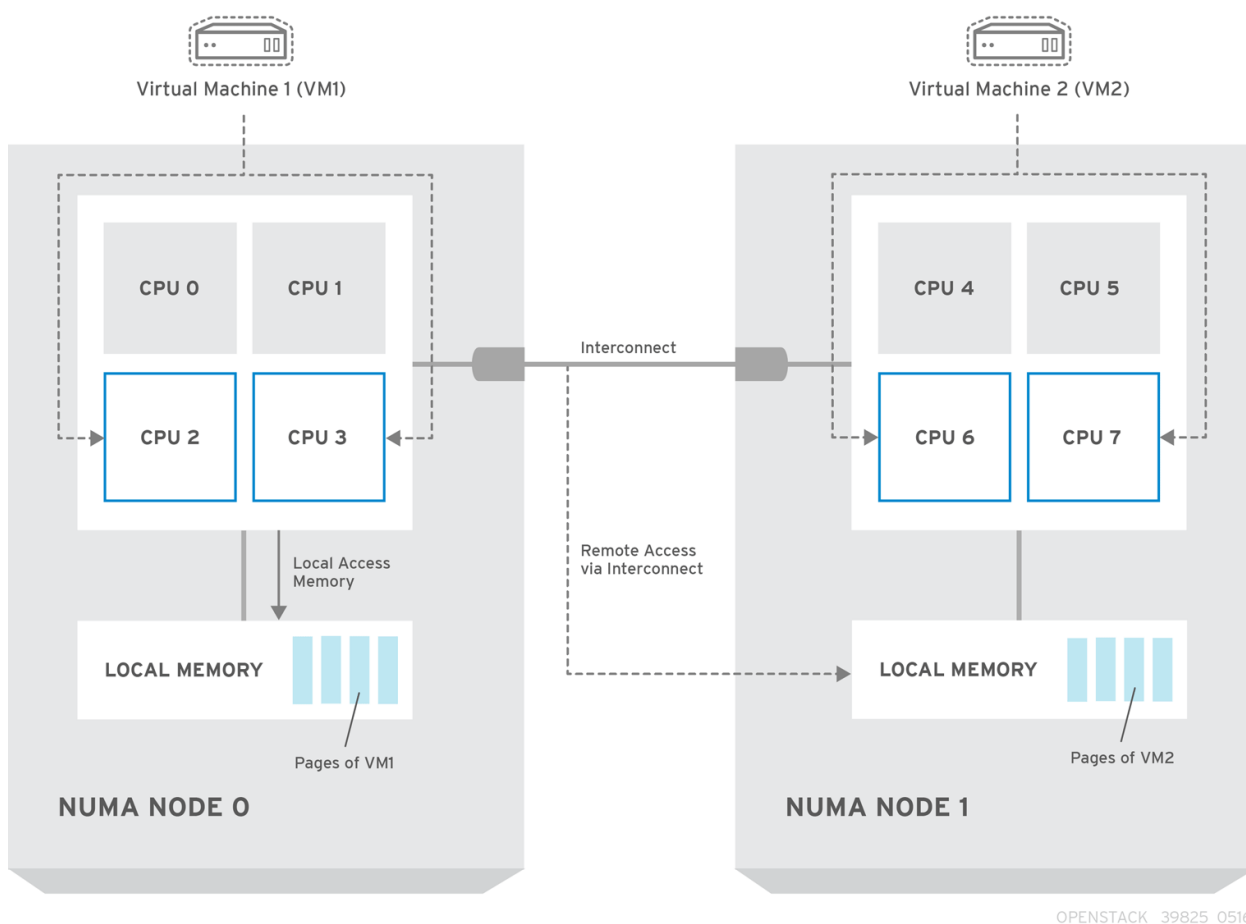 Virtual Machine 1 (VM1)
Virtual Machine 2 (VM2)
CPU 0
CPU 1
CPU 2
CPU 3
Local Access
Memory
LOCAL MEMORY
Pages of VM1
NUMA NODE 0
Interconnect
Remote Access
via Interconnect
CPU 4
CPU 5
CPU 6
CPU 7
LOCAL MEMORY
Pages of VM2
NUMA NODE 1
OPENSTACK_39825_0516